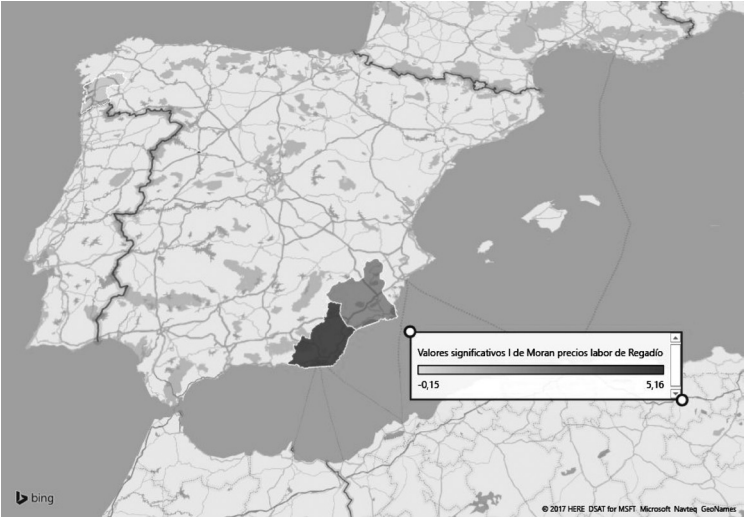 Valores significativos I de Moran precios labor de Regadío
-0,15 5,16
bing
© 2017 HERE DSAT for MSFT Microsoft Navteq GeoNames